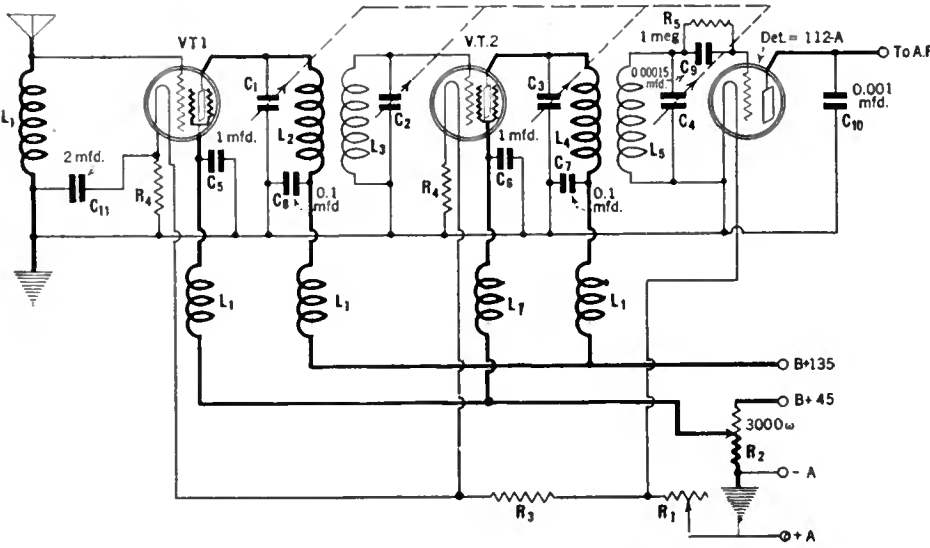 VT1
V.T.2
R5
1 meg
C9
Det.= 112-A
To A.F.
L1
C1
L2
L3
C2
C3
L4
0.00015
mfd.
C4
L5
0.001
mfd.
C10
2 mfd.
C11
R4
1 mfd.
C5
C8
0.1
mfd.
R4
1 mfd.
C6
C7
0.1
mfd.
L1
L1
L1
L1
B+135
B+45
3000ω
R2
- A
R3
R1
+ A